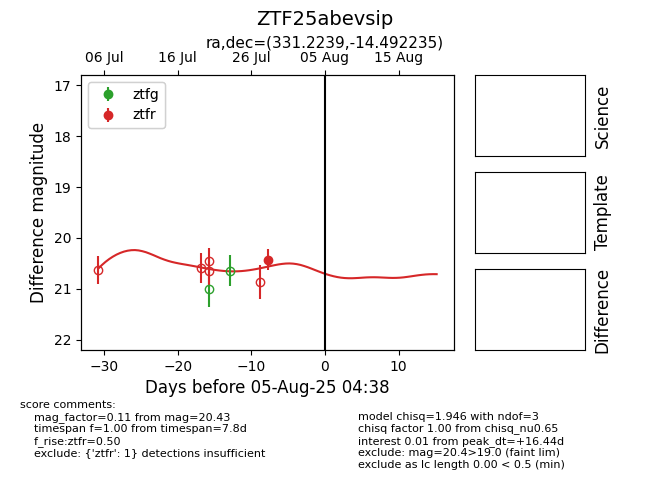 ZTF25abevsip
ra,dec=(331.2239,-14.492235)
06 Jul 16 Jul 26 Jul 05 Aug 15 Aug
ztfg
ztfr
17
18
19
20
21
22
Difference magnitude
−30 −20 −10 0 10
Days before 05-Aug-25 04:38
Science
Template
Difference
score comments:
mag_factor=0.11 from mag=20.43
timespan f=1.00 from timespan=7.8d
f_rise:ztfr=0.50
exclude: {'ztfr': 1} detections insufficient
model chisq=1.946 with ndof=3
chisq factor 1.00 from chisq_nu0.65
interest 0.01 from peak_dt=+16.44d
exclude: mag=20.4>19.0 (faint lim)
exclude as lc length 0.00 < 0.5 (min)